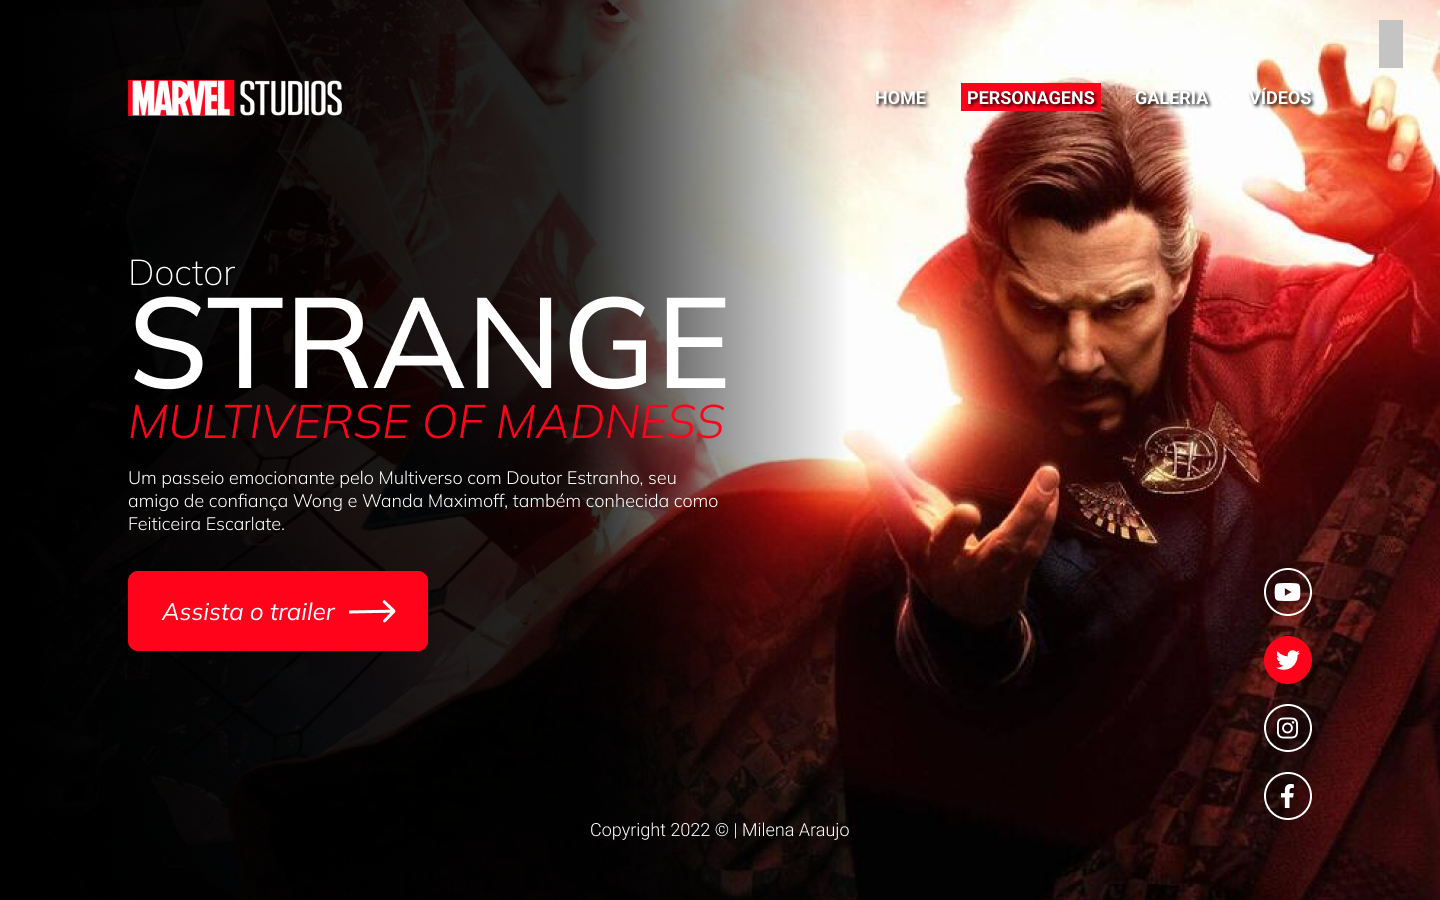 MARVEL STUDIOS
HOME PERSONAGENS GALERIA VÍDEOS
Doctor
STRANGE
MULTIVERSE OF MADNESS
Um passeio emocionante pelo Multiverso com Doutor Estranho, seu
amigo de confiança Wong e Wanda Maximoff, também conhecida como
Feiticeira Escarlate.
Assista o trailer
Copyright 2022 © | Milena Araujo